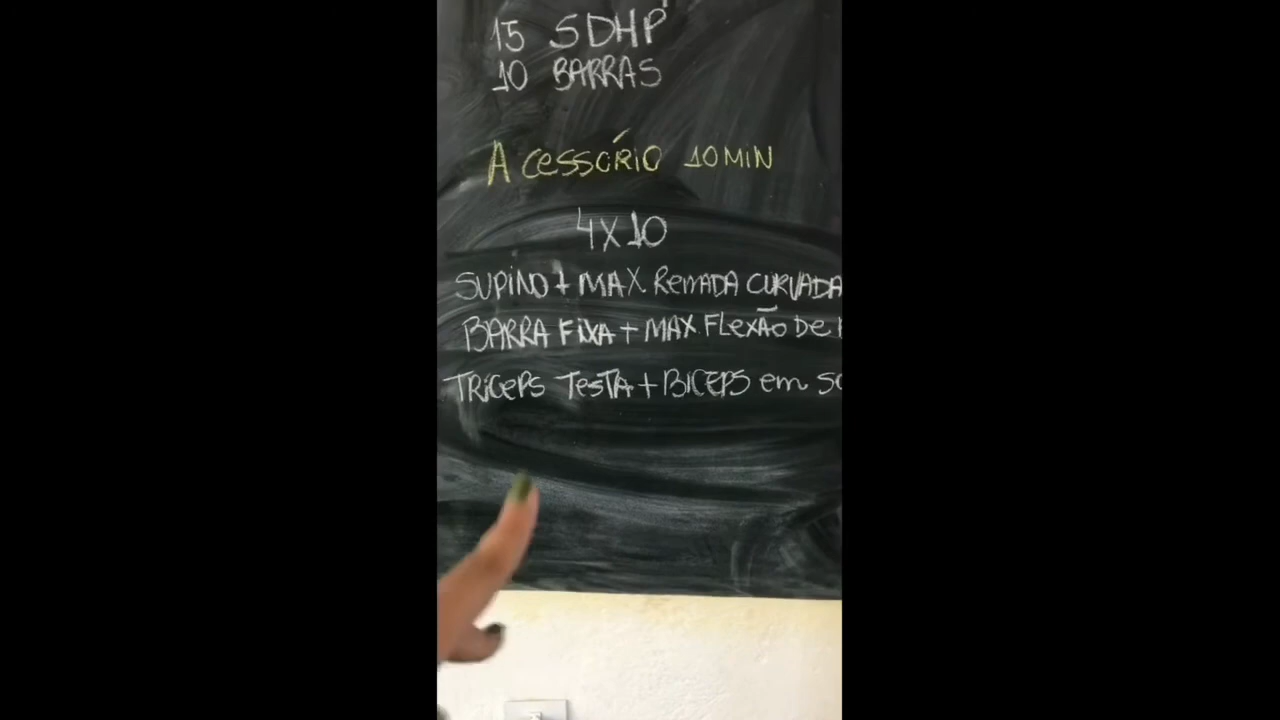 15 SDHP
10 BARRAS
ACESSÓRIO 10MIN
4X10
SUPINO + MAX REMADA CURVADA
BARRA FIXA + MAX FLEXÃO DE
TRICEPS TESTA + BICEPS em